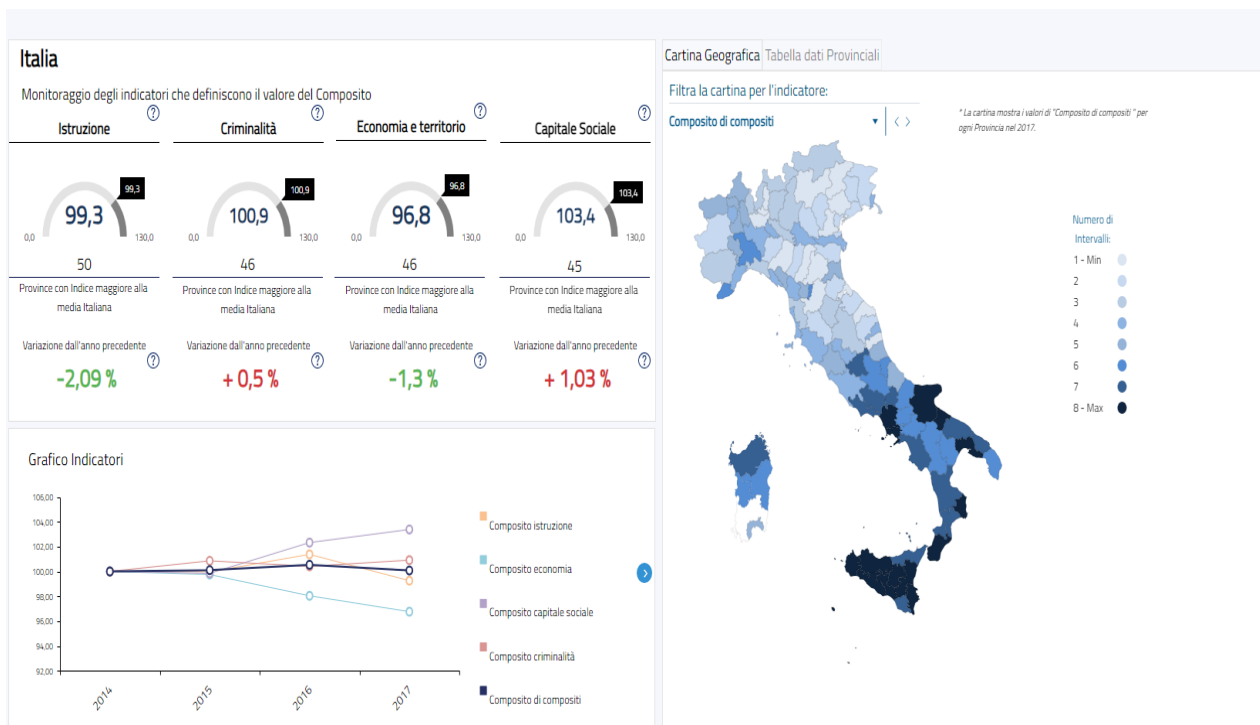 Italia
Monitoraggio degli indicatori che definiscono il valore del Composito
Istruzione
?
Criminalità
?
Economia e territorio
?
Capitale Sociale
?
99,3
99,3
0,0
130,0
100,9
100,9
0,0
130,0
96,8
96,8
0,0
130,0
103,4
103,4
0,0
130,0
50
Province con Indice maggiore alla
media Italiana
46
Province con Indice maggiore alla
media Italiana
46
Province con Indice maggiore alla
media Italiana
45
Province con Indice maggiore alla
media Italiana
Variazione dall'anno precedente
?
-2,09 %
Variazione dall'anno precedente
?
+ 0,5 %
Variazione dall'anno precedente
?
-1,3 %
Variazione dall'anno precedente
?
+ 1,03 %
Grafico Indicatori
106,00
104,00
102,00
100,00
98,00
96,00
94,00
92,00
2014
2015
2016
2017
Composito istruzione
Composito economia
Composito capitale sociale
Composito criminalità
Composito di compositi
Cartina Geografica
Tabella dati Provinciali
Filtra la cartina per l'indicatore:
Composito di compositi
* La cartina mostra i valori di "Composito di compositi " per
ogni Provincia nel 2017.
Numero di
Intervalli:
1 - Min
2
3
4
5
6
7
8 - Max